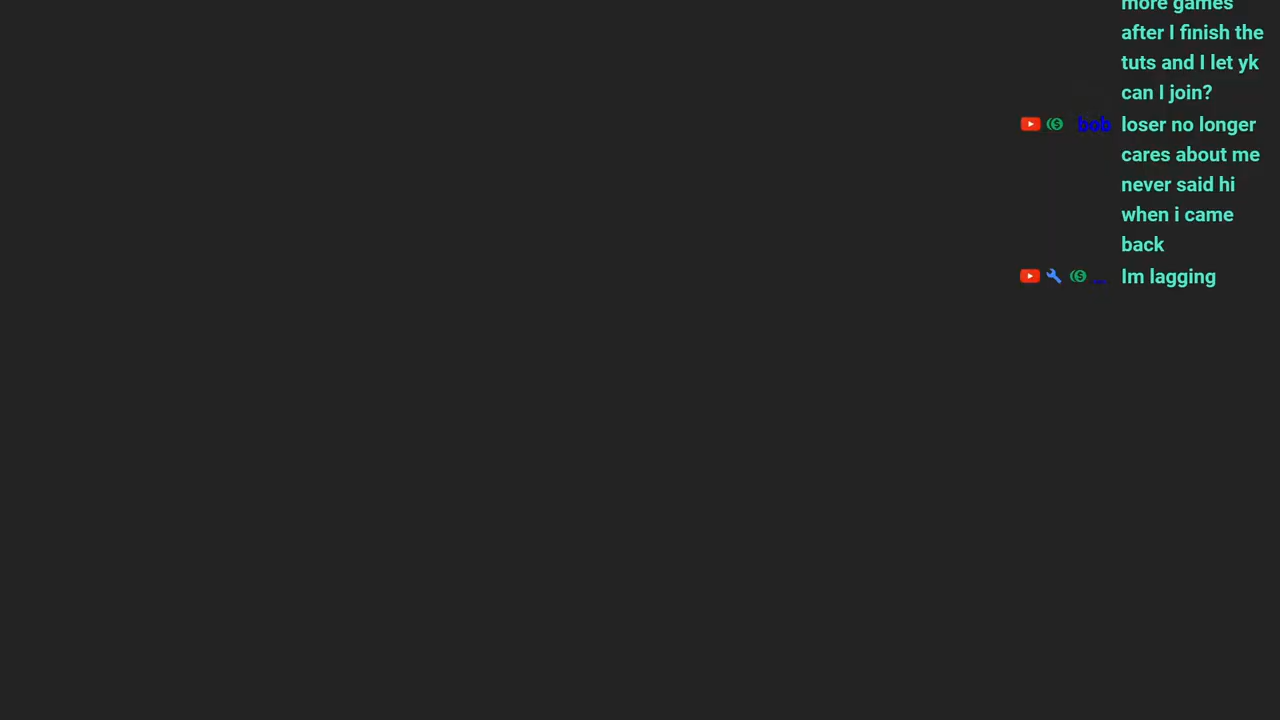 more games
after I finish the
tuts and I let yk
can I join?
bob loser no longer
cares about me
never said hi
when i came
back
Im lagging